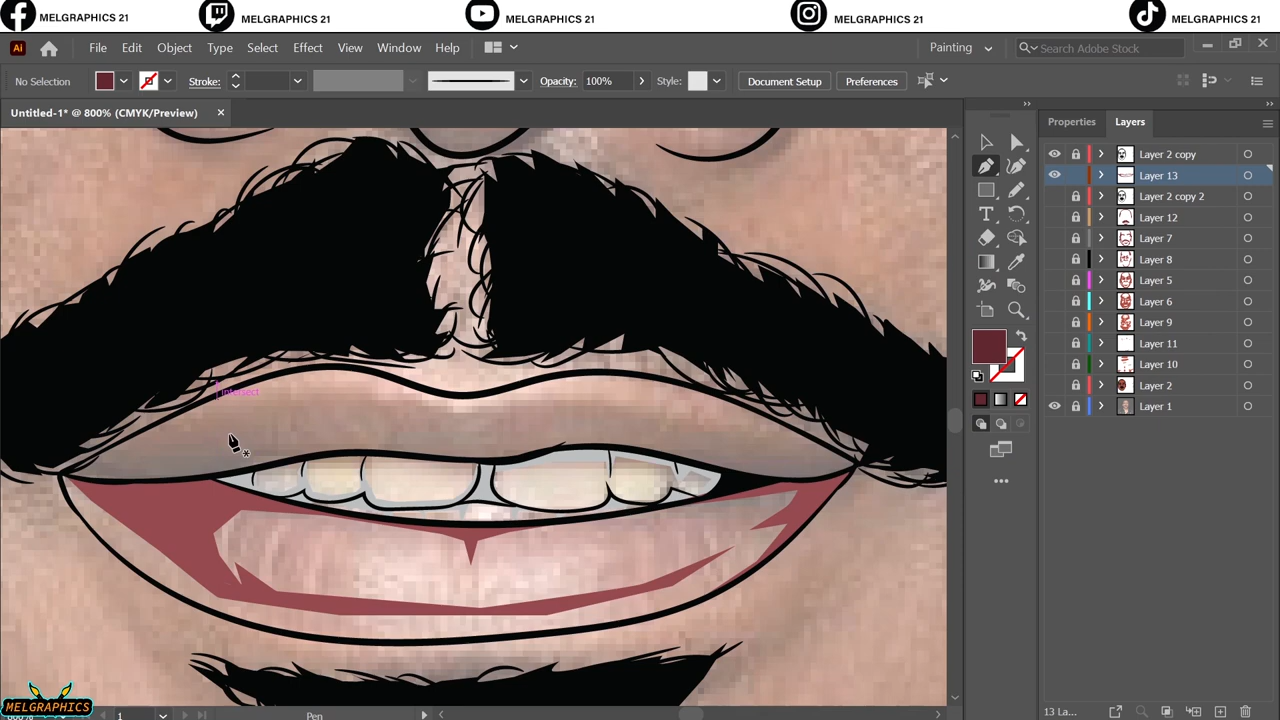 MELGRAPHICS 21 MELGRAPHICS 21 MELGRAPHICS 21 MELGRAPHICS 21 MELGRAPHICS 21
Ai File Edit Object Type Select Effect View Window Help Painting Search Adobe Stock
No Selection Stroke: Opacity: 100% Style: Document Setup Preferences
Untitled-1* @ 800% (CMYK/Preview)
Properties Layers
Layer 2 copy
Layer 13
Layer 2 copy 2
Layer 12
Layer 7
Layer 8
Layer 5
Layer 6
Layer 9
Layer 11
Layer 10
Layer 2
Layer 1
intersect
MELGRAPHICS
1 Pen 13 La...